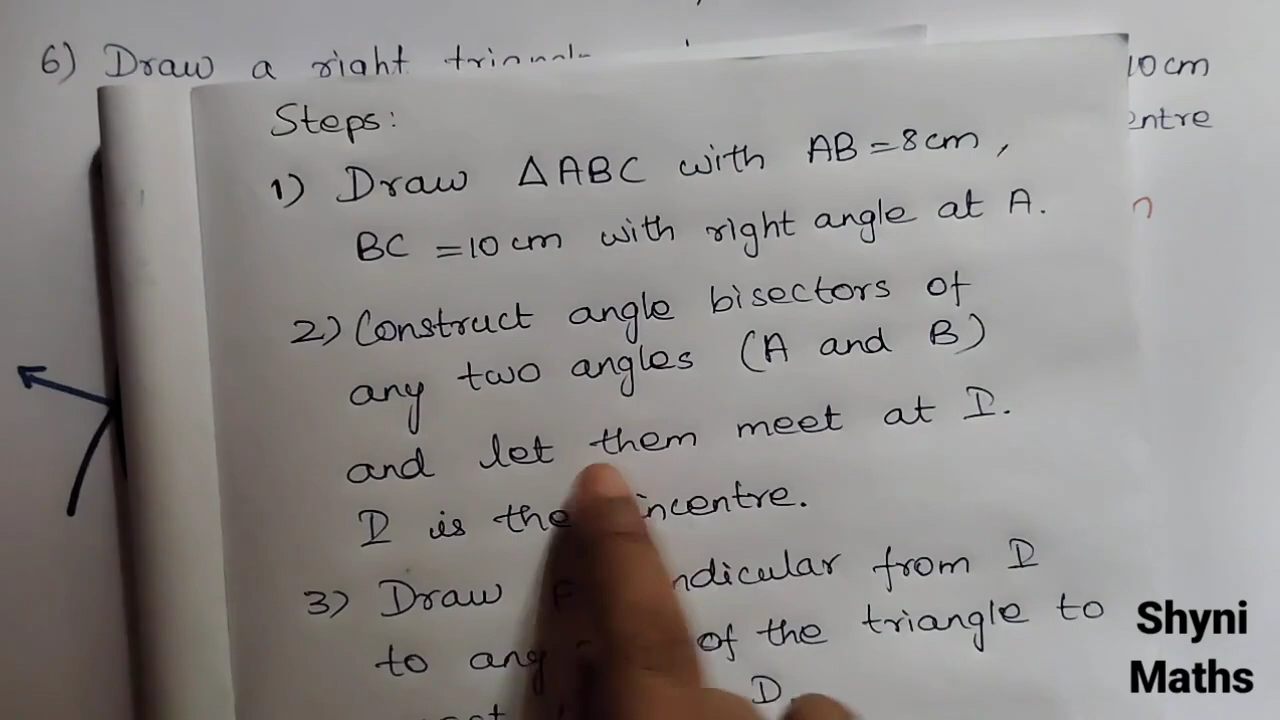 6) Draw a right
10 cm
Steps:
1) Draw △ABC with AB = 8 cm,
BC = 10 cm with right angle at A.
2) Construct angle bisectors of
any two angles (A and B)
and let them meet at I.
I is the incentre.
3) Draw from I
to any of the triangle to
D.
Shyni
Maths